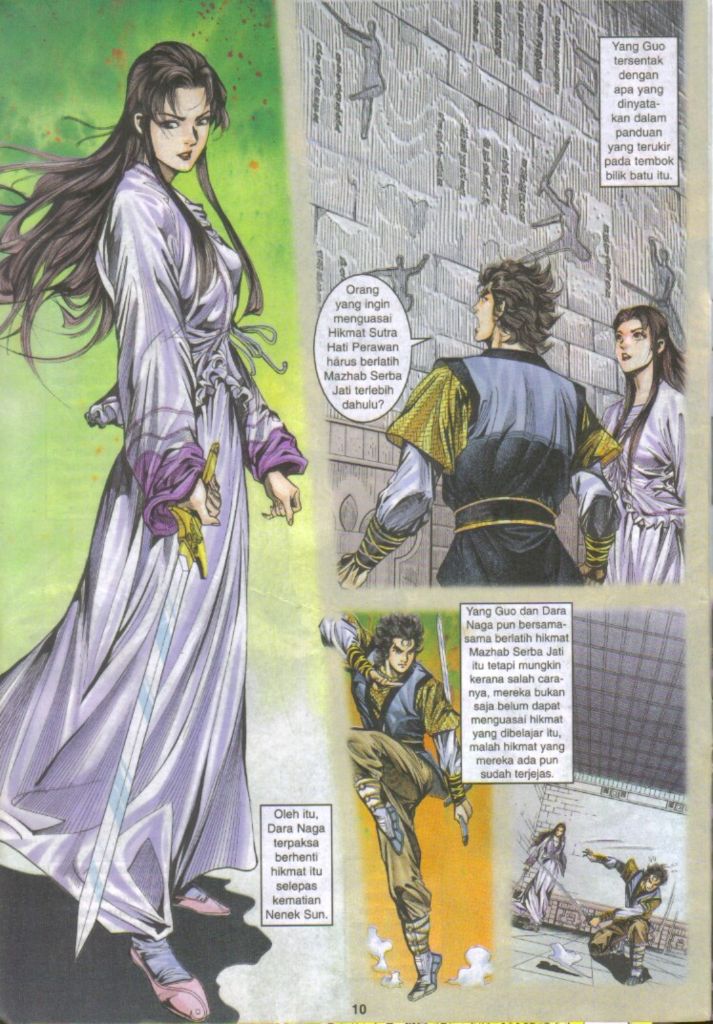 Yang Guo
tersentak
dengan
apa yang
dinyata-
kan dalam
panduan
yang terukir
pada tembok
bilik batu itu.
Orang
yang ingin
menguasai
Hikmat Sutra
Hati Perawan
harus berlatih
Mazhab Serba
Jati terlebih
dahulu?
Yang Guo dan Dara
Naga pun bersama-
sama berlatih hikmat
Mazhab Serba Jati
itu tetapi mungkin
kerana salah cara-
nya, mereka bukan
saja belum dapat
menguasai hikmat
yang dibelajar itu,
malah hikmat yang
mereka ada pun
sudah terjejas.
Oleh itu,
Dara Naga
terpaksa
berhenti
hikmat itu
selepas
kematian
Nenek Sun.
10